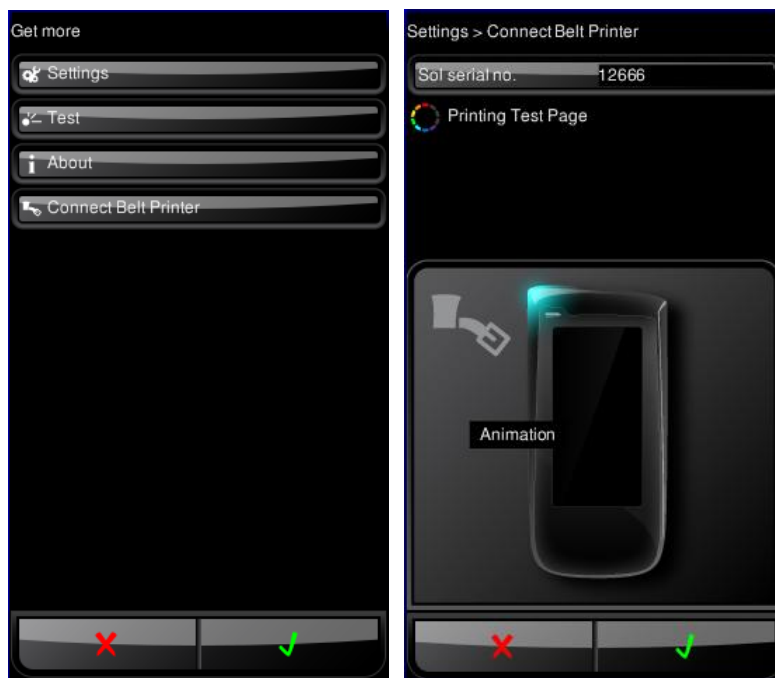 Get more
Settings
Test
About
Connect Belt Printer
Settings > Connect Belt Printer
Sol serial no. 12666
Printing Test Page
Animation